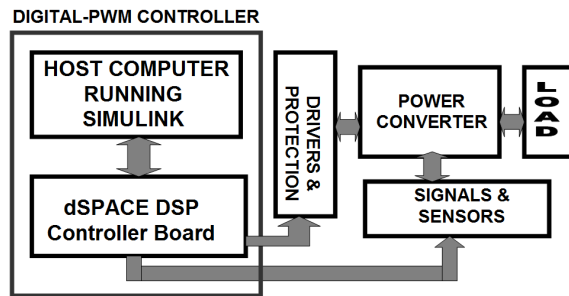 DIGITAL-PWM CONTROLLER
HOST COMPUTER
RUNNING
SIMULINK
dSPACE DSP
Controller Board
DRIVERS &
PROTECTION
POWER
CONVERTER
LOAD
SIGNALS &
SENSORS